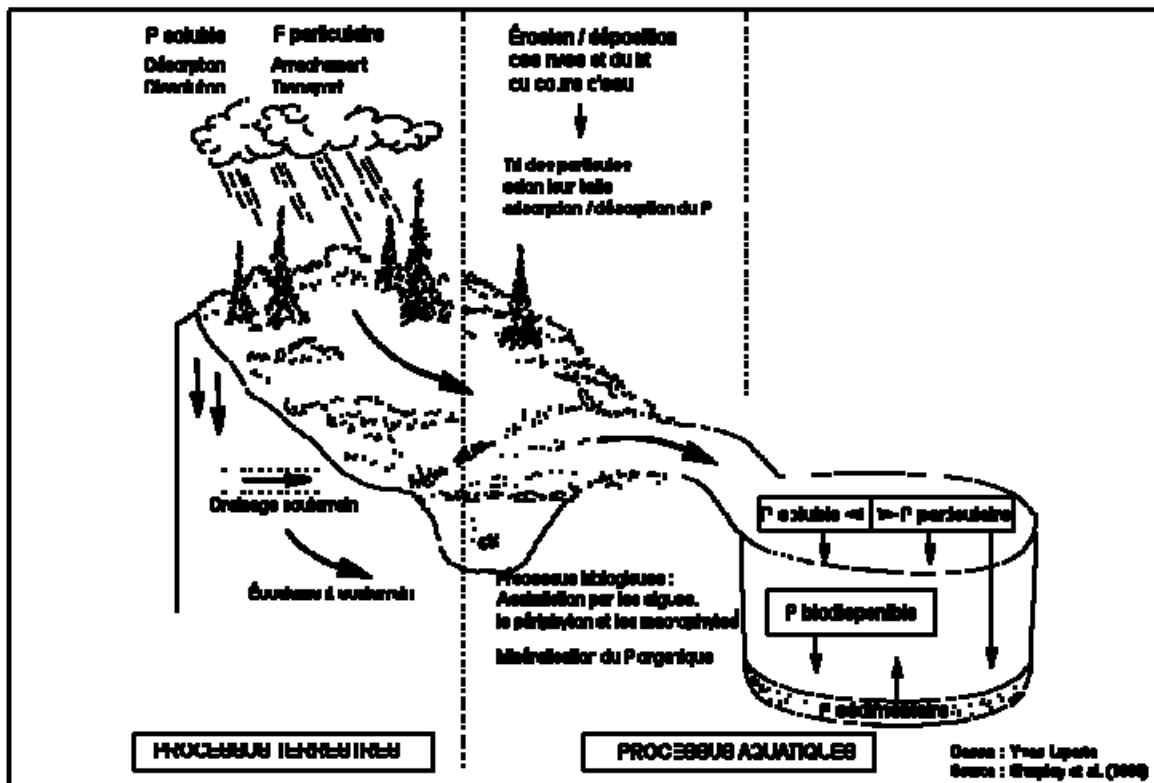 P soluble
Désorption
Dissolution
P particulaire
Arrachement
Transport
Érosion / déposition
des rives et du lit
du cours d'eau
Tri des particules
selon leur taille
adsorption / désorption du P
Drainage souterrain
Écoulement souterrain
Processus biologiques :
Assimilation par les algues,
le périphyton et les macrophytes
Minéralisation du P organique
P soluble P particulaire
P biodisponible
P sédimentaire
PROCESSUS TERRESTRES
PROCESSUS AQUATIQUES
Dessin : Yves
Source : Sharpley et al.